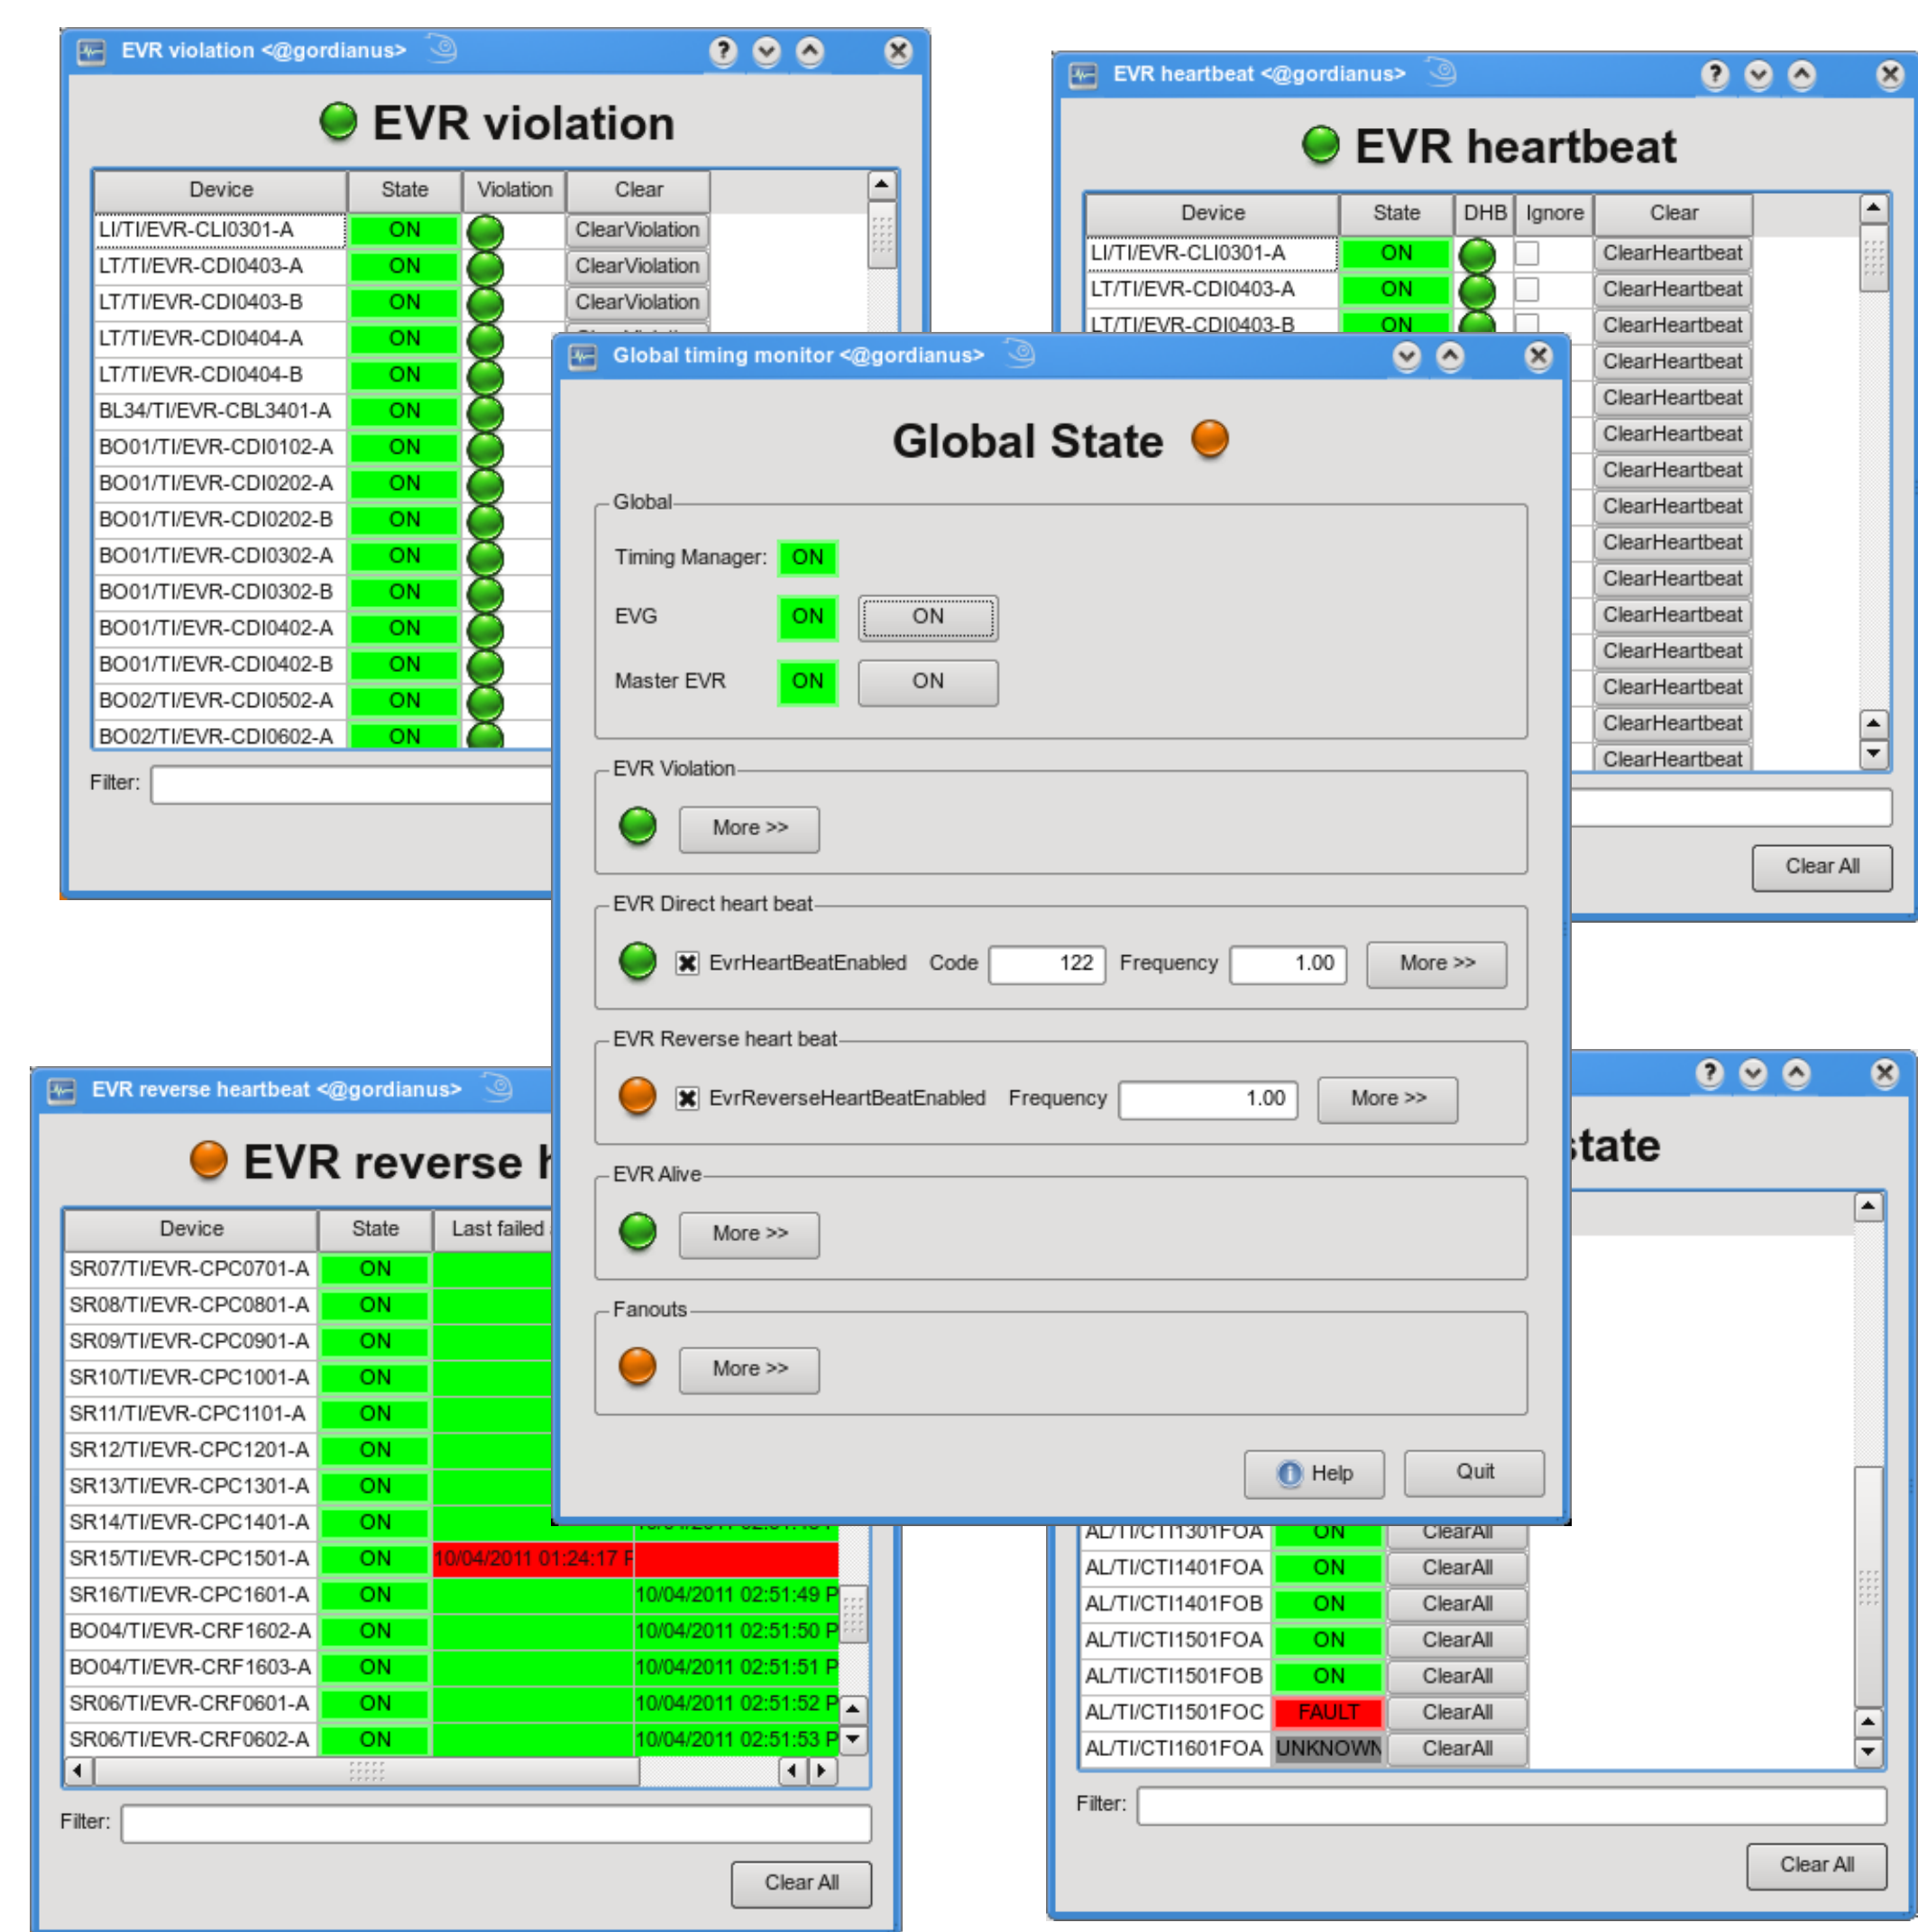 EVR violation <@gordianus>
EVR violation
Device State Violation Clear
LI/TI/EVR-CLI0301-A ON ClearViolation
LT/TI/EVR-CDI0403-A ON ClearViolation
LT/TI/EVR-CDI0403-B ON ClearViolation
LT/TI/EVR-CDI0404-A ON
LT/TI/EVR-CDI0404-B ON
BL34/TI/EVR-CBL3401-A ON
BO01/TI/EVR-CDI0102-A ON
BO01/TI/EVR-CDI0202-A ON
BO01/TI/EVR-CDI0202-B ON
BO01/TI/EVR-CDI0302-A ON
BO01/TI/EVR-CDI0302-B ON
BO01/TI/EVR-CDI0402-A ON
BO01/TI/EVR-CDI0402-B ON
BO02/TI/EVR-CDI0502-A ON
BO02/TI/EVR-CDI0602-A ON
Filter:
EVR heartbeat <@gordianus>
EVR heartbeat
Device State DHB Ignore Clear
LI/TI/EVR-CLI0301-A ON ClearHeartbeat
LT/TI/EVR-CDI0403-A ON ClearHeartbeat
LT/TI/EVR-CDI0403-B ON ClearHeartbeat
ClearHeartbeat
ClearHeartbeat
ClearHeartbeat
ClearHeartbeat
ClearHeartbeat
ClearHeartbeat
ClearHeartbeat
ClearHeartbeat
ClearHeartbeat
ClearHeartbeat
ClearHeartbeat
ClearHeartbeat
Clear All
Global timing monitor <@gordianus>
Global State
Global
Timing Manager: ON
EVG ON ON
Master EVR ON ON
EVR Violation
More >>
EVR Direct heart beat
EvrHeartBeatEnabled Code 122 Frequency 1.00 More >>
EVR Reverse heart beat
EvrReverseHeartBeatEnabled Frequency 1.00 More >>
EVR Alive
More >>
Fanouts
More >>
Help Quit
EVR reverse heartbeat <@gordianus>
EVR reverse
Device State Last failed
SR07/TI/EVR-CPC0701-A ON
SR08/TI/EVR-CPC0801-A ON
SR09/TI/EVR-CPC0901-A ON
SR10/TI/EVR-CPC1001-A ON
SR11/TI/EVR-CPC1101-A ON
SR12/TI/EVR-CPC1201-A ON
SR13/TI/EVR-CPC1301-A ON
SR14/TI/EVR-CPC1401-A ON
SR15/TI/EVR-CPC1501-A ON 10/04/2011 01:24:17 P
SR16/TI/EVR-CPC1601-A ON 10/04/2011 02:51:49 P
BO04/TI/EVR-CRF1602-A ON 10/04/2011 02:51:50 P
BO04/TI/EVR-CRF1603-A ON 10/04/2011 02:51:51 P
SR06/TI/EVR-CRF0601-A ON 10/04/2011 02:51:52 P
SR06/TI/EVR-CRF0602-A ON 10/04/2011 02:51:53 P
Filter:
Clear All
state
AL/TI/CTI1301FOA ON ClearAll
AL/TI/CTI1401FOA ON ClearAll
AL/TI/CTI1401FOB ON ClearAll
AL/TI/CTI1501FOA ON ClearAll
AL/TI/CTI1501FOB ON ClearAll
AL/TI/CTI1501FOC FAULT ClearAll
AL/TI/CTI1601FOA UNKNOWN ClearAll
Filter:
Clear All